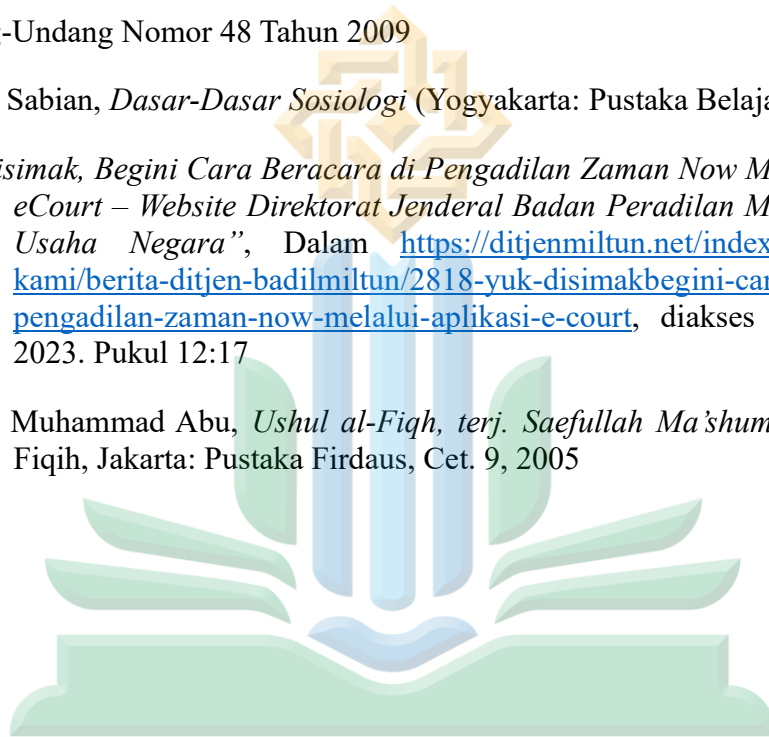 -Undang Nomor 48 Tahun 2009
Sabian, Dasar-Dasar Sosiologi (Yogyakarta: Pustaka Belaja
isimak, Begini Cara Beracara di Pengadilan Zaman Now M
eCourt – Website Direktorat Jenderal Badan Peradilan M
Usaha Negara”, Dalam https://ditjenmiltun.net/index
kami/berita-ditjen-badilmiltun/2818-yuk-disimakbegini-car
pengadilan-zaman-now-melalui-aplikasi-e-court, diakses
2023. Pukul 12:17
Muhammad Abu, Ushul al-Fiqh, terj. Saefullah Ma’shum
Fiqih, Jakarta: Pustaka Firdaus, Cet. 9, 2005